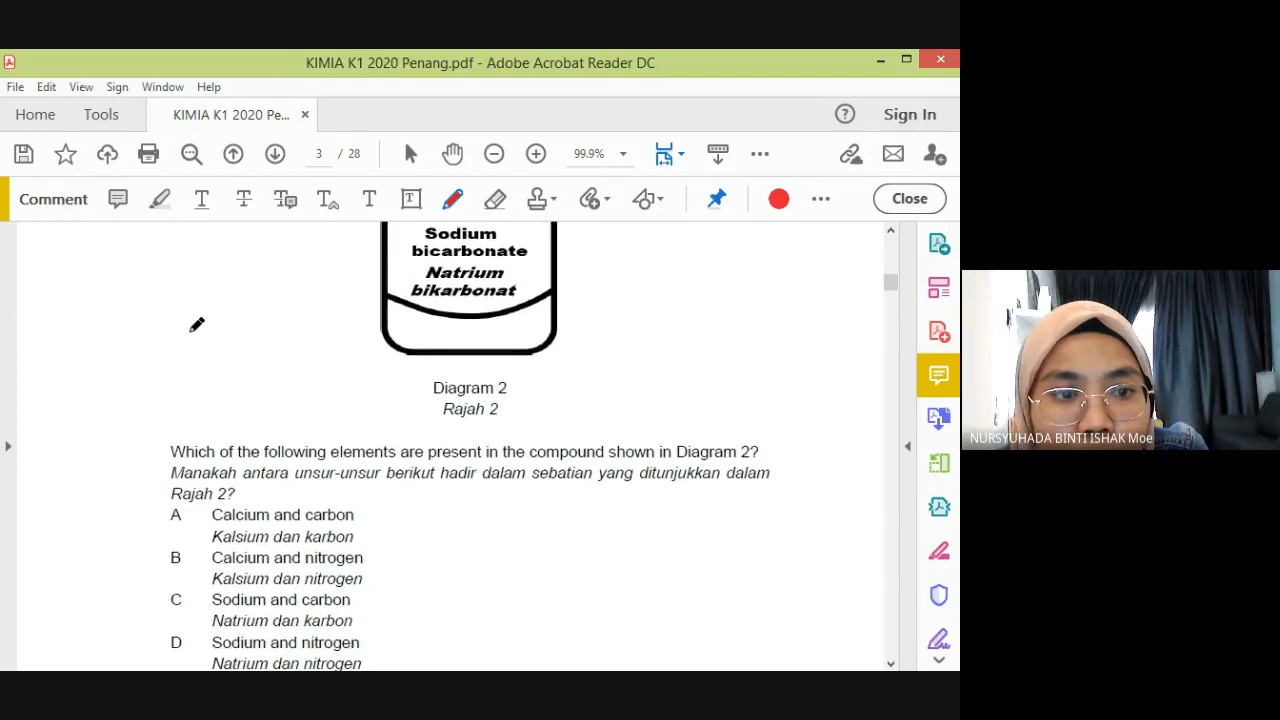 KIMIA K1 2020 Penang.pdf - Adobe Acrobat Reader DC
File Edit View Sign Window Help
Home Tools KIMIA K1 2020 Pe... × ? Sign In
3 / 28 99.9%
Comment Close
Sodium
bicarbonate
Natrium
bikarbonat
Diagram 2
Rajah 2
Which of the following elements are present in the compound shown in Diagram 2?
Manakah antara unsur-unsur berikut hadir dalam sebatian yang ditunjukkan dalam
Rajah 2?
A Calcium and carbon
Kalsium dan karbon
B Calcium and nitrogen
Kalsium dan nitrogen
C Sodium and carbon
Natrium dan karbon
D Sodium and nitrogen
Natrium dan nitrogen
NURSYUHADA BINTI ISHAK Moe